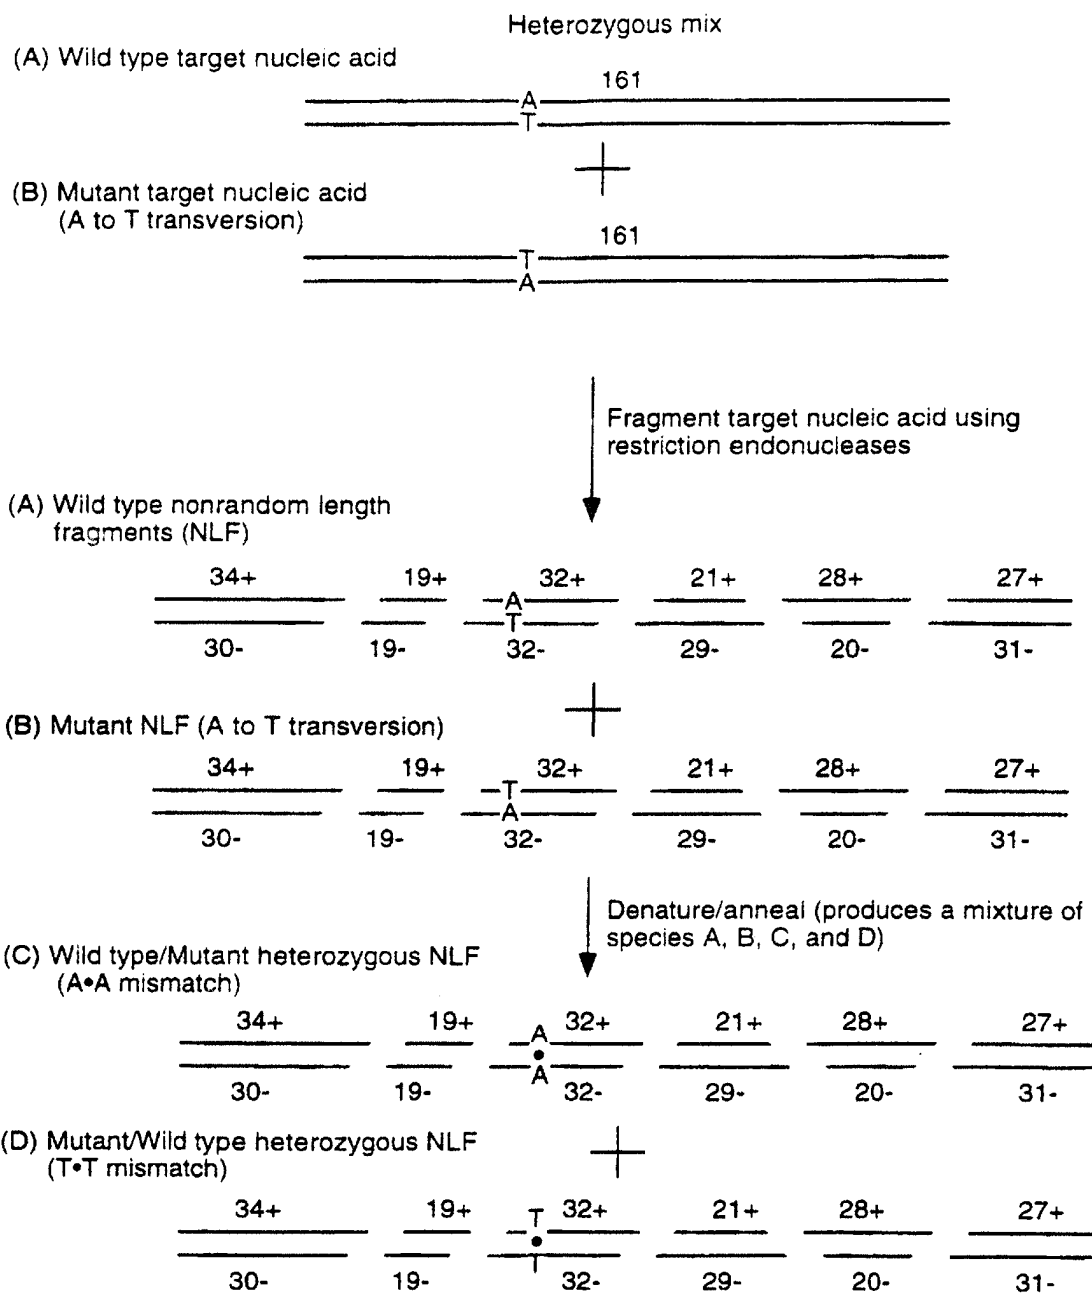 Heterozygous mix
(A) Wild type target nucleic acid
161
A
T
(B) Mutant target nucleic acid
(A to T transversion)
161
T
A
Fragment target nucleic acid using
restriction endonucleases
(A) Wild type nonrandom length
fragments (NLF)
34+ 19+ 32+ 21+ 28+ 27+
A
T
30- 19- 32- 29- 20- 31-
(B) Mutant NLF (A to T transversion)
34+ 19+ 32+ 21+ 28+ 27+
T
A
30- 19- 32- 29- 20- 31-
Denature/anneal (produces a mixture of
species A, B, C, and D)
(C) Wild type/Mutant heterozygous NLF
(A•A mismatch)
34+ 19+ A 32+ 21+ 28+ 27+
•
A
30- 19- 32- 29- 20- 31-
(D) Mutant/Wild type heterozygous NLF
(T•T mismatch)
34+ 19+ T 32+ 21+ 28+ 27+
•
T
30- 19- 32- 29- 20- 31-